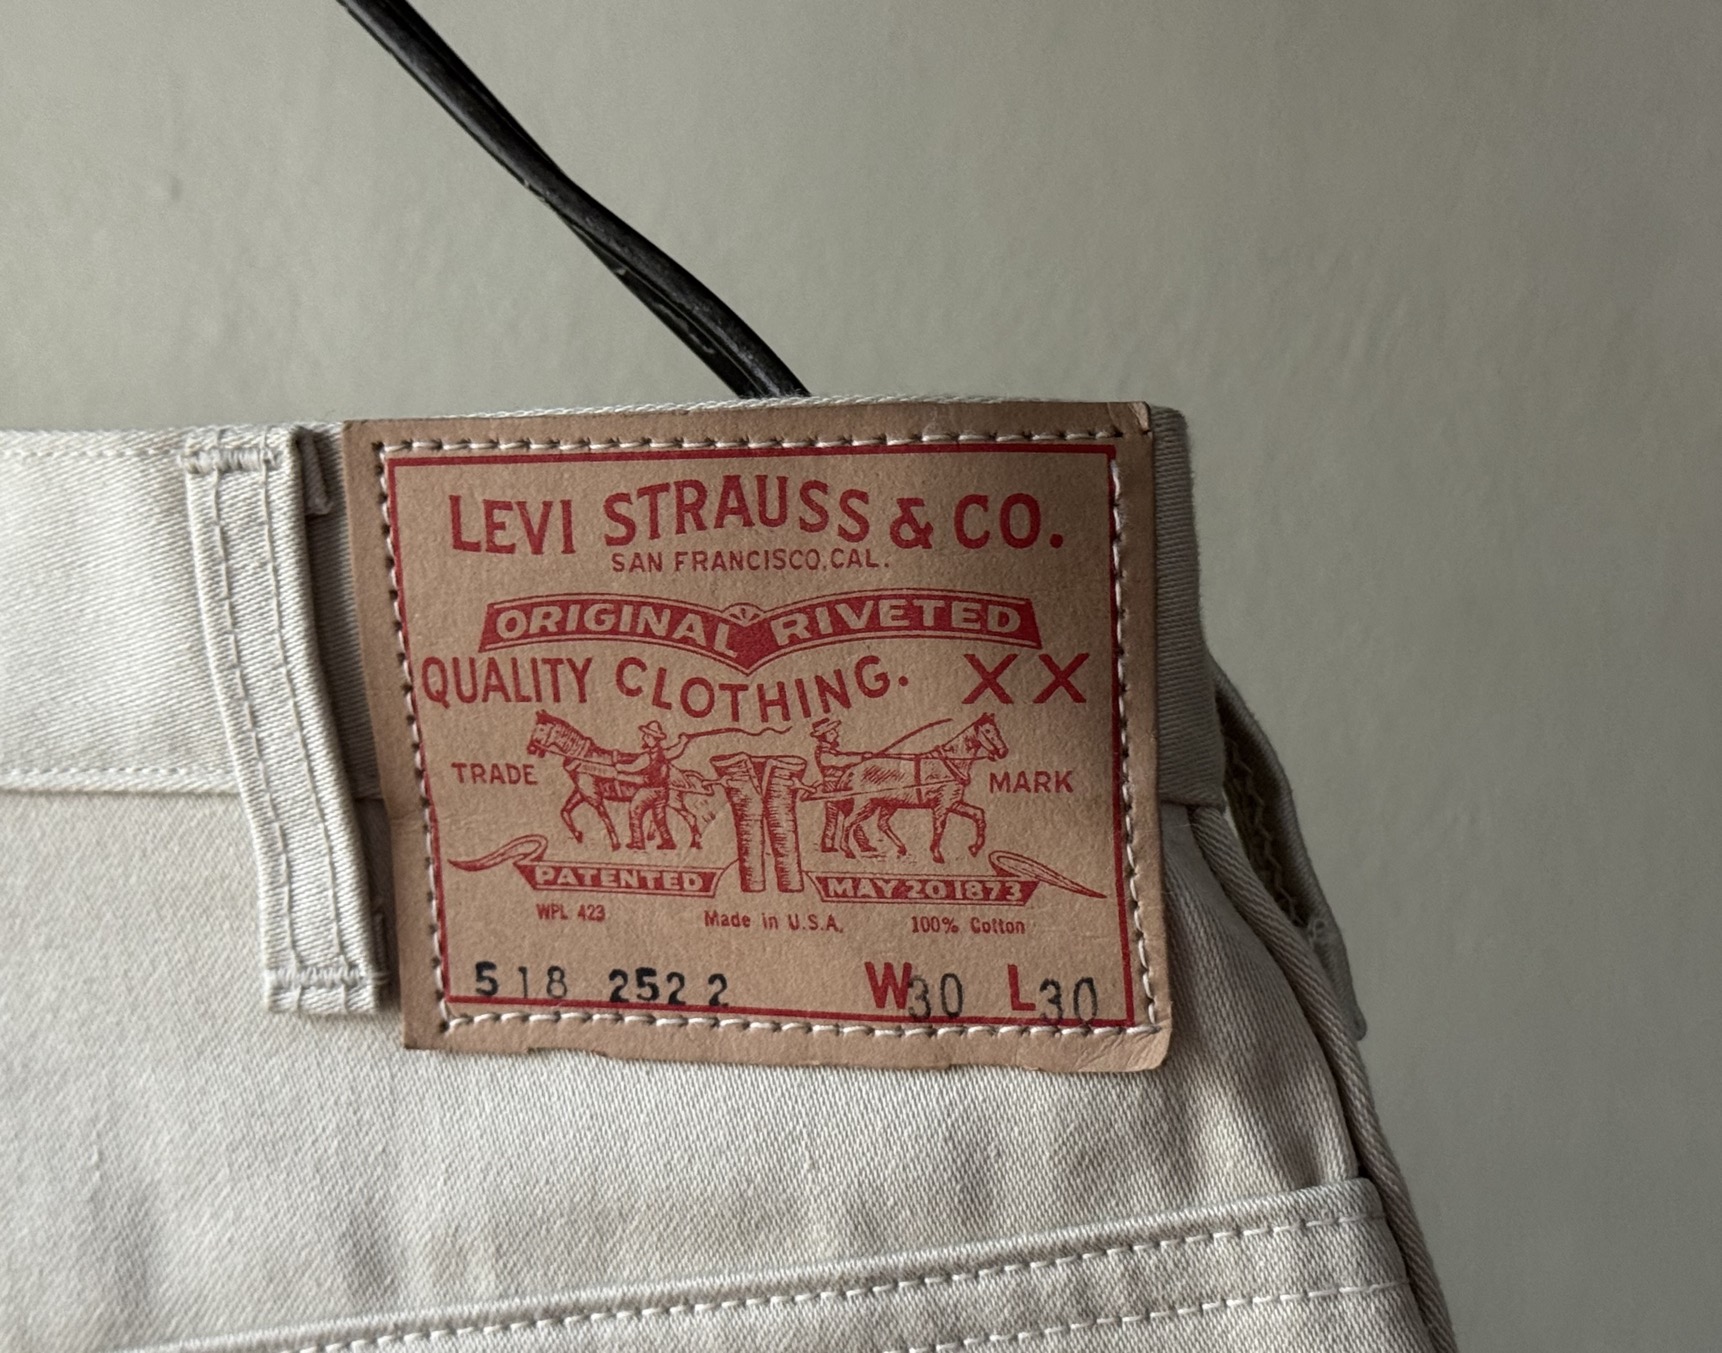 LEVI STRAUSS & CO.
SAN FRANCISCO, CAL.
ORIGINAL RIVETED
QUALITY CLOTHING. XX
TRADE MARK
PATENTED MAY 20 1873
WPL 423 Made in U.S.A. 100% Cotton
518 2522 W30 L30